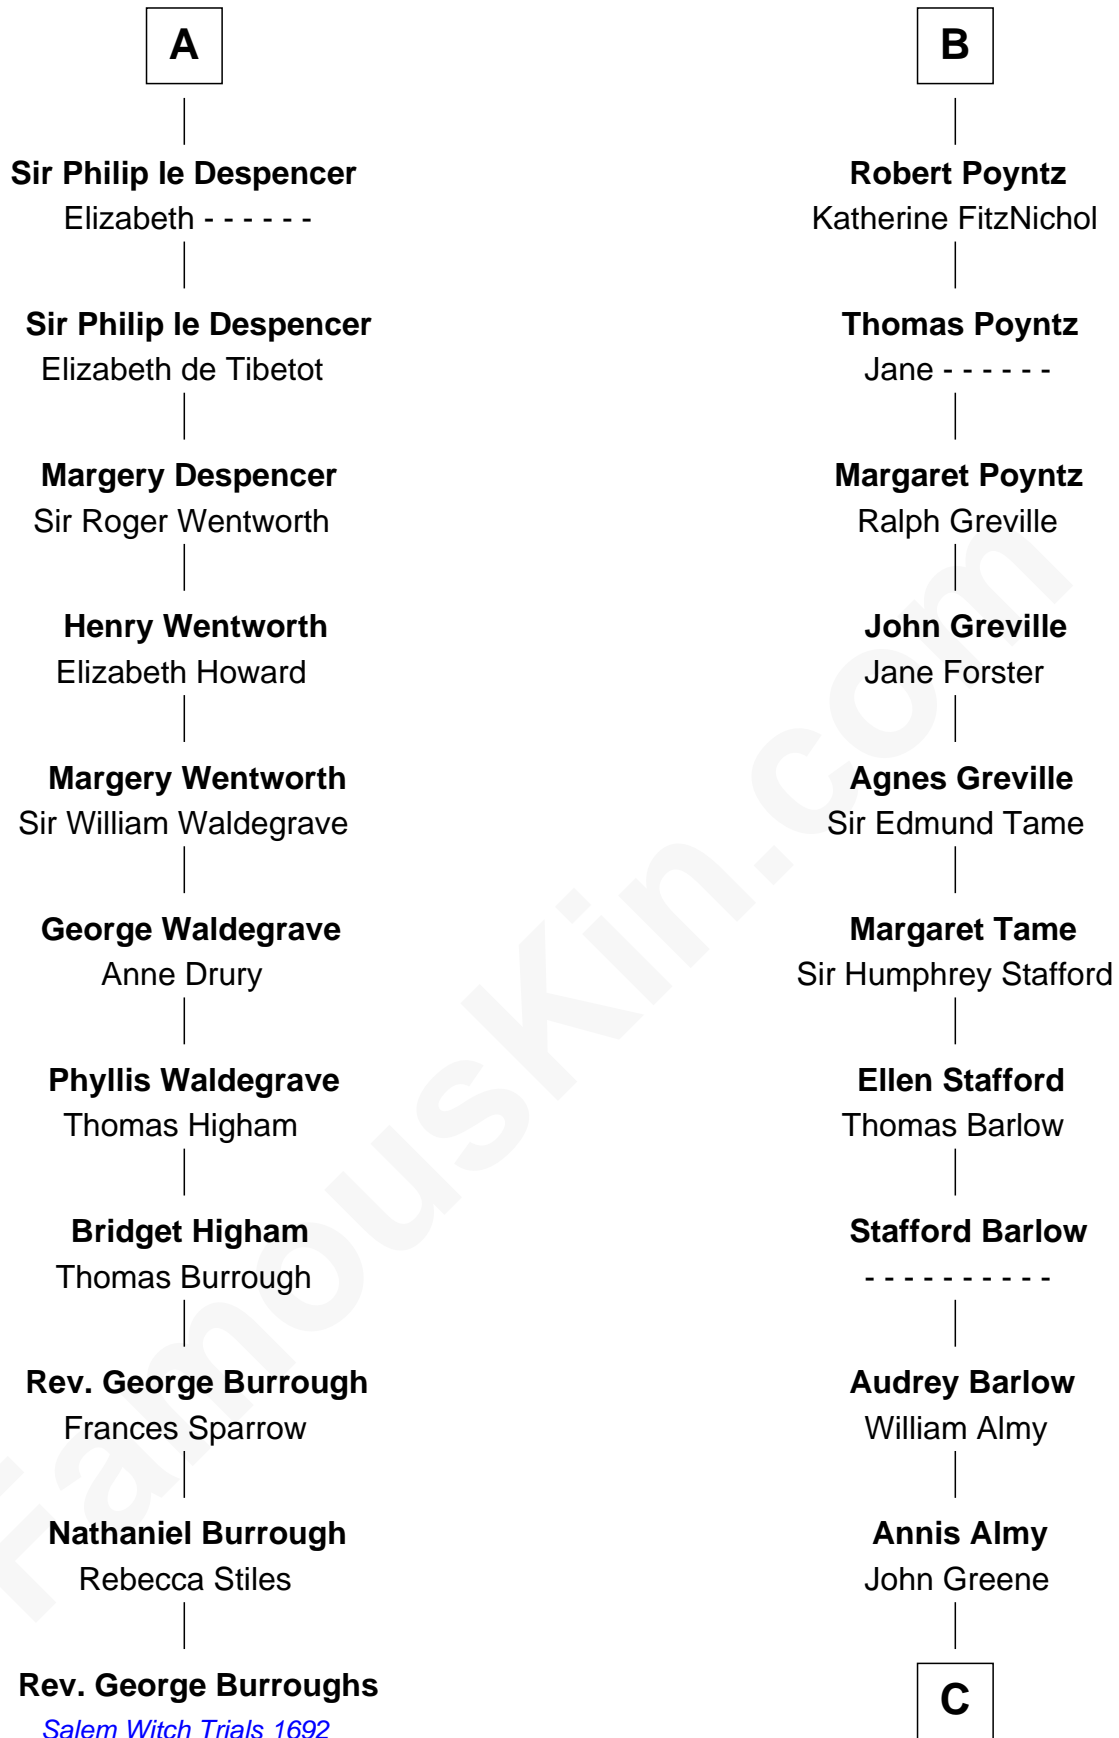 A
Sir Philip le Despencer
Elizabeth - - - - - -
Sir Philip le Despencer
Elizabeth de Tibetot
Margery Despencer
Sir Roger Wentworth
Henry Wentworth
Elizabeth Howard
Margery Wentworth
Sir William Waldegrave
George Waldegrave
Anne Drury
Phyllis Waldegrave
Thomas Higham
Bridget Higham
Thomas Burrough
Rev. George Burrough
Frances Sparrow
Nathaniel Burrough
Rebecca Stiles
Rev. George Burroughs
Salem Witch Trials 1692
B
Robert Poyntz
Katherine FitzNichol
Thomas Poyntz
Jane - - - - - -
Margaret Poyntz
Ralph Greville
John Greville
Jane Forster
Agnes Greville
Sir Edmund Tame
Margaret Tame
Sir Humphrey Stafford
Ellen Stafford
Thomas Barlow
Stafford Barlow
- - - - - - - - - -
Audrey Barlow
William Almy
Annis Almy
John Greene
C
FamousKin.com